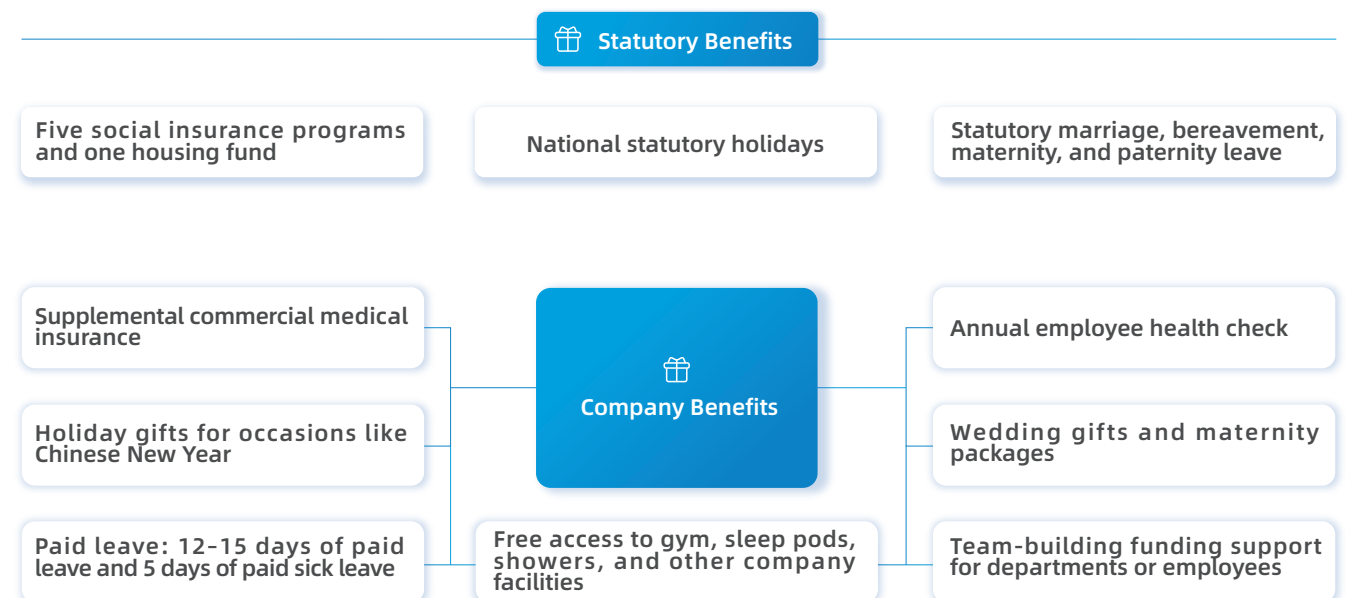 Statutory Benefits
Five social insurance programs
and one housing fund
National statutory holidays
Statutory marriage, bereavement,
maternity, and paternity leave
Supplemental commercial medical
insurance
Company Benefits
Annual employee health check
Holiday gifts for occasions like
Chinese New Year
Wedding gifts and maternity
packages
Paid leave: 12–15 days of paid
leave and 5 days of paid sick leave
Free access to gym, sleep pods,
showers, and other company
facilities
Team-building funding support
for departments or employees